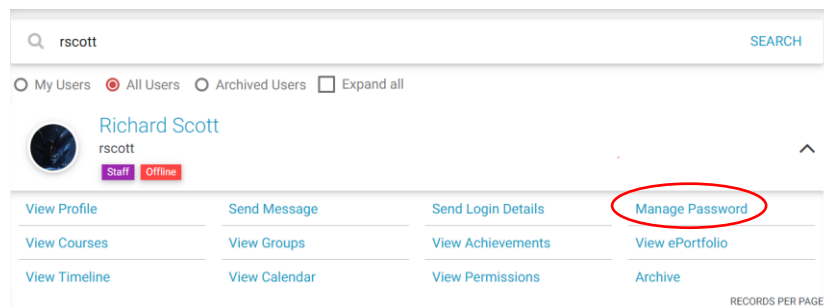 rscott SEARCH
My Users All Users Archived Users Expand all
Richard Scott
rscott
Staff Offline
View Profile Send Message Send Login Details Manage Password
View Courses View Groups View Achievements View ePortfolio
View Timeline View Calendar View Permissions Archive
RECORDS PER PAGE